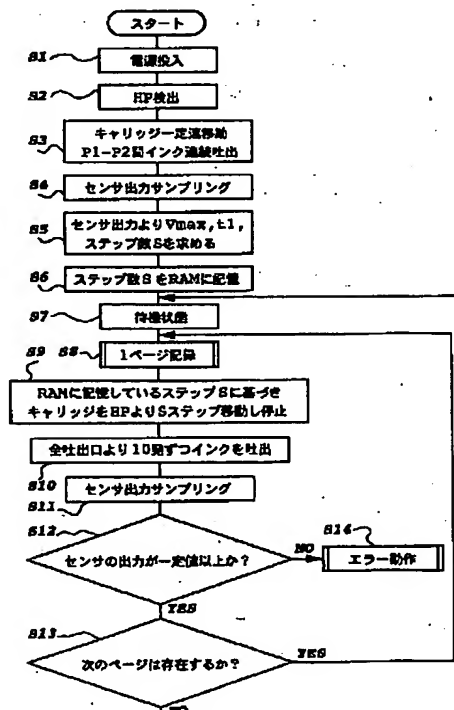 スタート
S1
電源投入
S2
HP検出
S3
キャリッジ一定速移動
P1-P2間インク連続吐出
S4
センサ出力サンプリング
S5
センサ出力よりVmax,t1,
ステップ数Sを求める
S6
ステップ数SをRAMに記憶
S7
待機状態
S9
S8
1ページ記録
RAMに記憶しているステップSに基づき
キャリッジをHPよりSステップ移動し停止
全吐出口より10発ずつインクを吐出
S10
センサ出力サンプリング
S11
S12
センサの出力が一定値以上か？
NO
S14
エラー動作
YES
S13
次のページは存在するか？
YES
NO